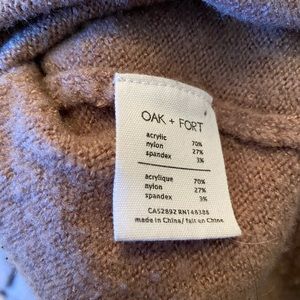 OAK + FORT
acrylic 70%
nylon 27%
spandex 3%
acrylique 70%
nylon 27%
spandex 3%
CA52892 RN148388
made in China/ fait en Chine